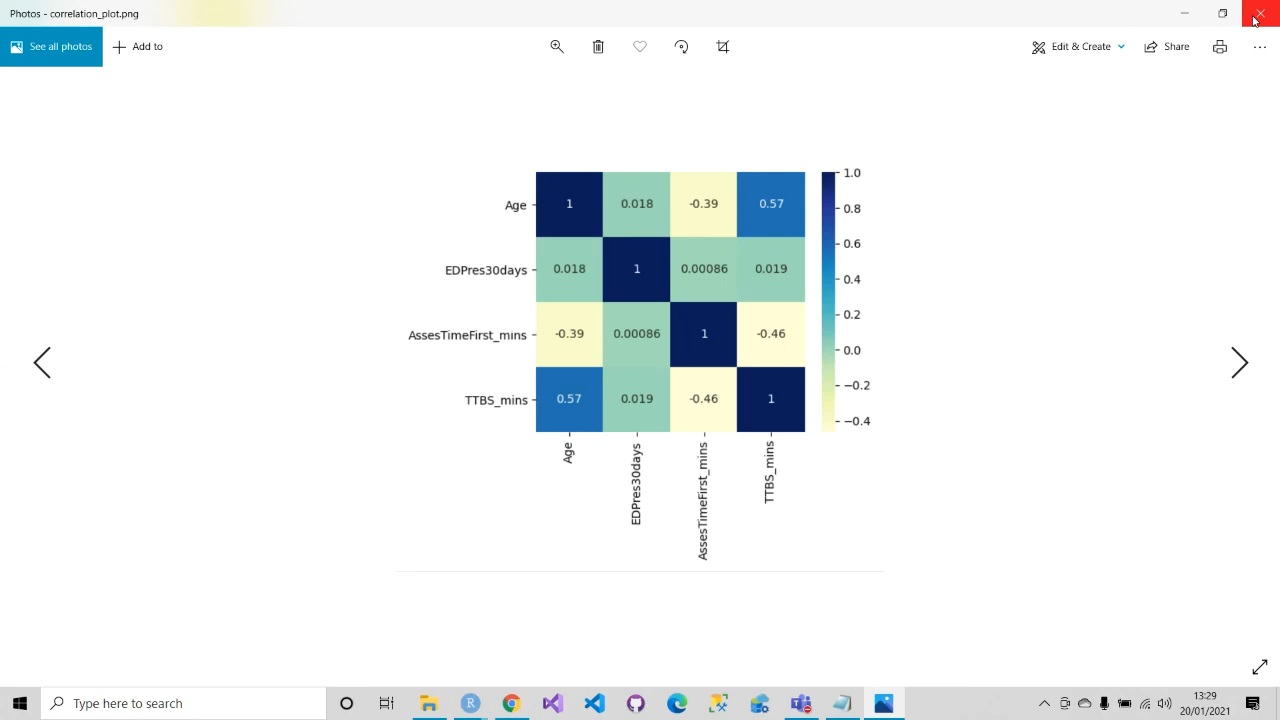 Photos - correlation_plot.png
See all photos
Add to
Edit & Create
Share
1.0
Age
1
0.018
-0.39
0.57
0.8
0.6
EDPres30days
0.018
1
0.00086
0.019
0.4
0.2
AssesTimeFirst_mins
-0.39
0.00086
1
-0.46
0.0
−0.2
TTBS_mins
0.57
0.019
-0.46
1
−0.4
Age
EDPres30days
AssesTimeFirst_mins
TTBS_mins
Type here to search
13:29
20/01/2021